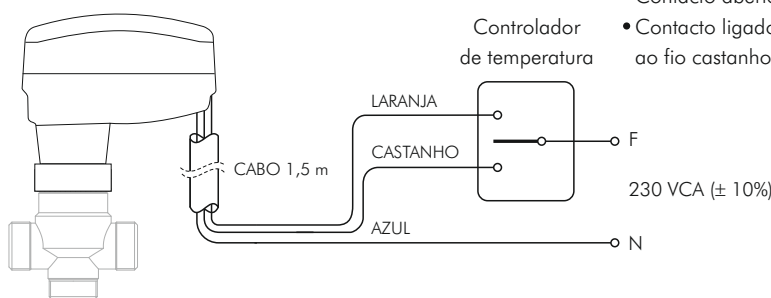 Contacto aberto
Controlador
de temperatura
• Contacto ligado
ao fio castanho
LARANJA
CASTANHO
CABO 1,5 m
AZUL
F
230 VCA (± 10%)
N